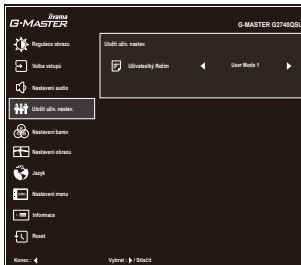 iiyama
G-MASTER
G-MASTER G2740QSU
Regulace obrazu
Volba vstupů
Nastavení audio
Uložit uživ. nastav.
Nastavení barev
Nastavení obrazu
Jazyk
Nastavení menu
Informace
Reset
Uložit uživ. nastav.
Uživatelský Režim
User Mode 1
Konec :
Vybrat : / Stlačit